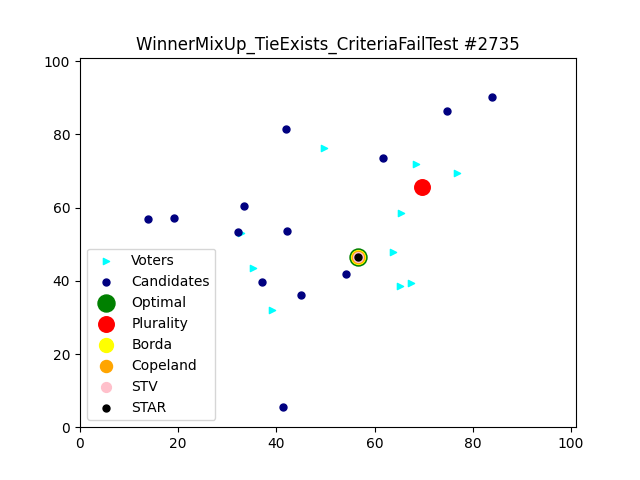 WinnerMixUp_TieExists_CriteriaFailTest #2735
100
80
60
40
20
0
Voters
Candidates
Optimal
Plurality
Borda
Copeland
STV
STAR
0 20 40 60 80 100